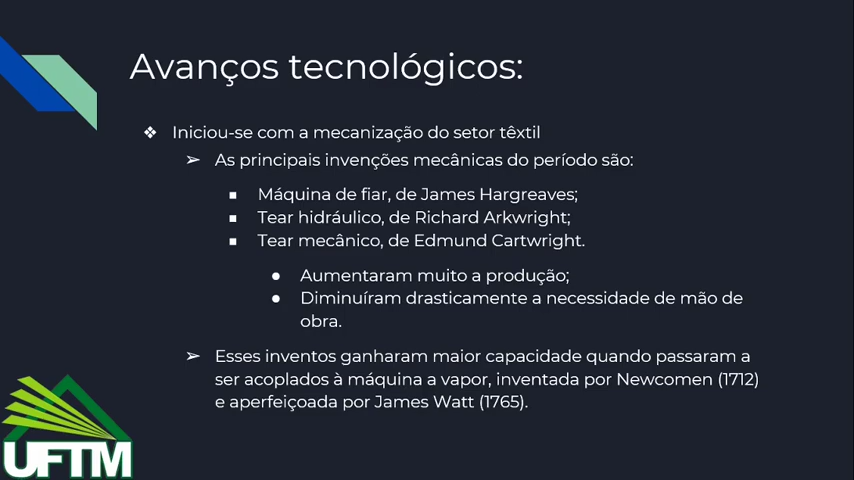 Avanços tecnológicos:
❖ Iniciou-se com a mecanização do setor têxtil
➢ As principais invenções mecânicas do período são:
■ Máquina de fiar, de James Hargreaves;
■ Tear hidráulico, de Richard Arkwright;
■ Tear mecânico, de Edmund Cartwright.
● Aumentaram muito a produção;
● Diminuíram drasticamente a necessidade de mão de
obra.
➢ Esses inventos ganharam maior capacidade quando passaram a
ser acoplados à máquina a vapor, inventada por Newcomen (1712)
e aperfeiçoada por James Watt (1765).
UFTM